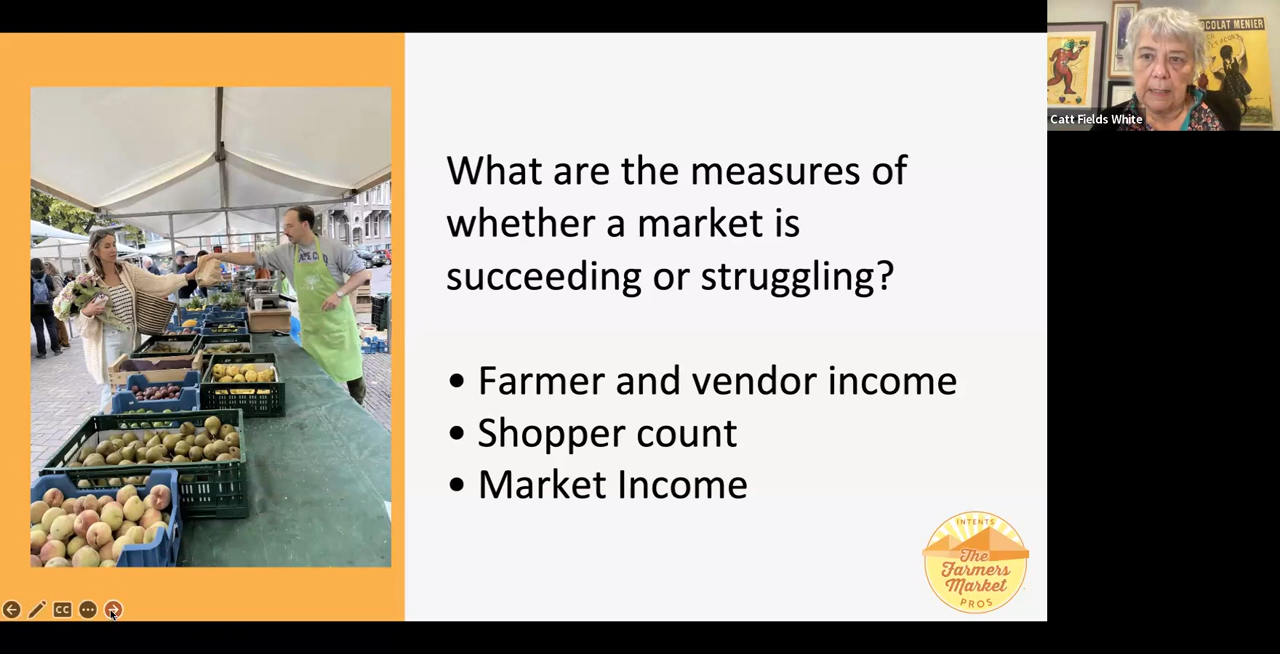 What are the measures of
whether a market is
succeeding or struggling?
• Farmer and vendor income
• Shopper count
• Market Income
INTENTS
The
Farmers
Market
PROS
CC
Catt Fields White